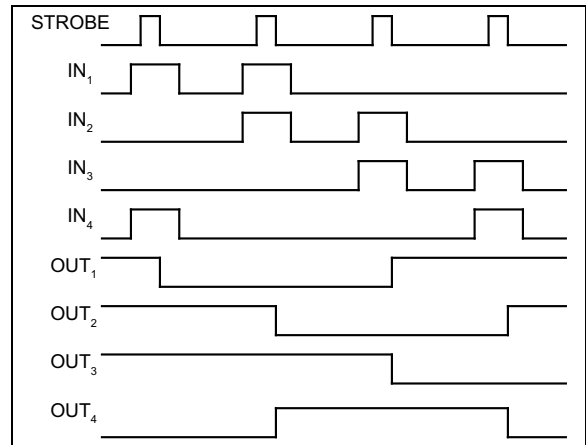 STROBE
IN₁
IN₂
IN₃
IN₄
OUT₁
OUT₂
OUT₃
OUT₄